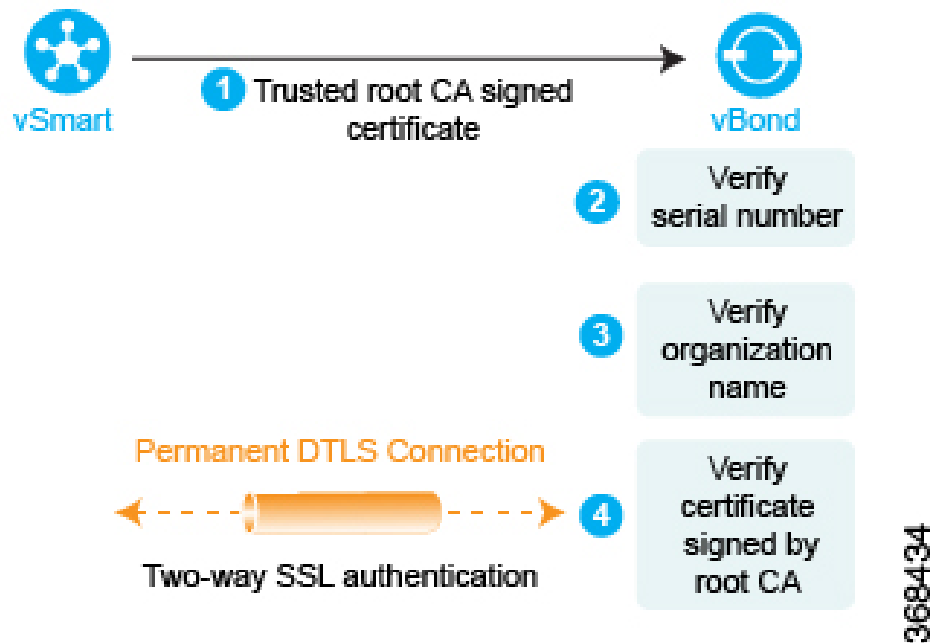 vSmart
1 Trusted root CA signed
certificate
vBond
2 Verify
serial number
3 Verify
organization
name
Permanent DTLS Connection
Two-way SSL authentication
4 Verify
certificate
signed by
root CA
368434